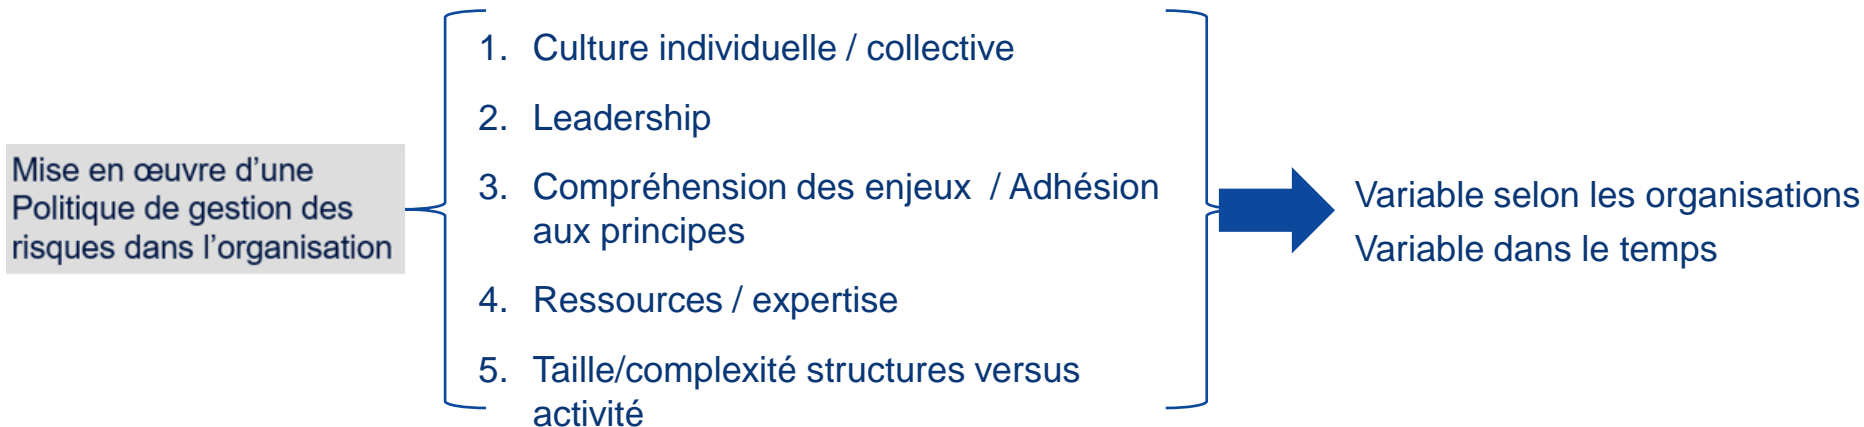 Mise en œuvre d’une
Politique de gestion des
risques dans l’organisation
1. Culture individuelle / collective
2. Leadership
3. Compréhension des enjeux / Adhésion
aux principes
4. Ressources / expertise
5. Taille/complexité structures versus
activité
Variable selon les organisations
Variable dans le temps